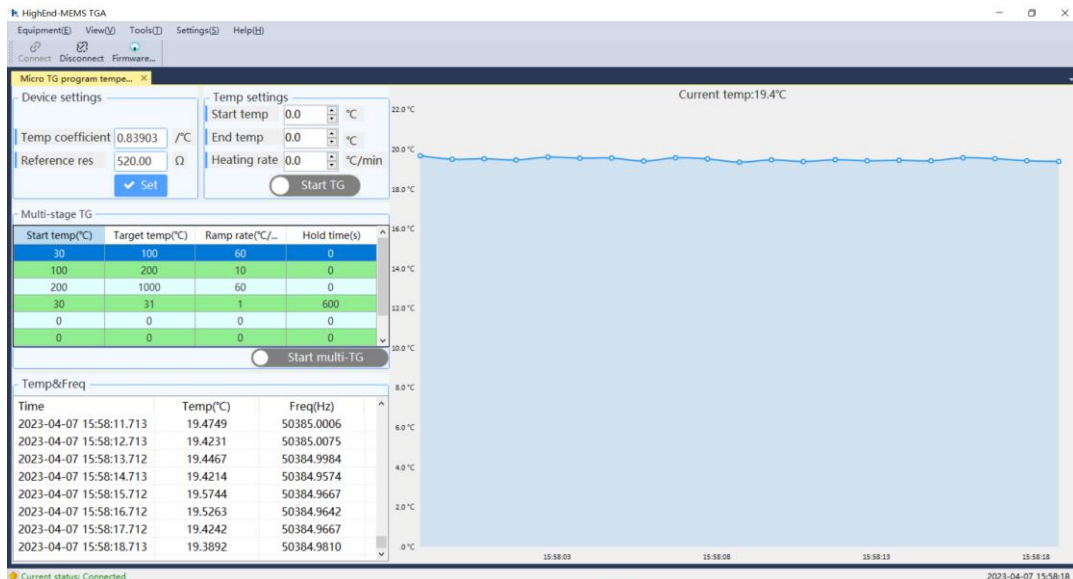 HighEnd-MEMS TGA
Equipment(E) View(V) Tools(T) Settings(S) Help(H)
Connect Disconnect Firmware...
Micro TG program tempe... ×
Device settings
Temp coefficient 0.83903 /℃
Reference res 520.00 Ω
Set
Temp settings
Start temp 0.0 ℃
End temp 0.0 ℃
Heating rate 0.0 ℃/min
Start TG
Multi-stage TG
Start temp(℃) Target temp(℃) Ramp rate(℃/... Hold time(s)
30 100 60 0
100 200 10 0
200 1000 60 0
30 31 1 600
0 0 0 0
0 0 0 0
Start multi-TG
Temp&Freq
Time Temp(℃) Freq(Hz)
2023-04-07 15:58:11.713 19.4749 50385.0006
2023-04-07 15:58:12.713 19.4231 50385.0075
2023-04-07 15:58:13.712 19.4467 50384.9984
2023-04-07 15:58:14.713 19.4214 50384.9574
2023-04-07 15:58:15.712 19.5744 50384.9667
2023-04-07 15:58:16.712 19.5263 50384.9642
2023-04-07 15:58:17.712 19.4242 50384.9667
2023-04-07 15:58:18.713 19.3892 50384.9810
Current temp:19.4℃
22.0 ℃
20.0 ℃
18.0 ℃
16.0 ℃
14.0 ℃
12.0 ℃
10.0 ℃
8.0 ℃
6.0 ℃
4.0 ℃
2.0 ℃
.0 ℃
15:58:03 15:58:08 15:58:13 15:58:18
Current status: Connected
2023-04-07 15:58:18